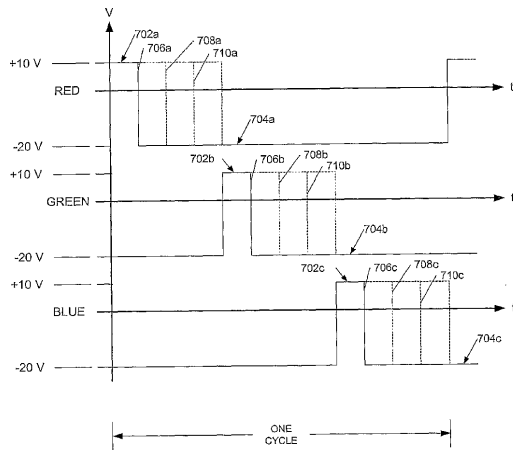 V
702a
706a
708a
710a
+10 V
RED
t
-20 V
704a
702b
706b
708b
710b
+10 V
GREEN
t
704b
-20 V
702c
706c
708c
710c
+10 V
BLUE
-20 V
704c
ONE
CYCLE